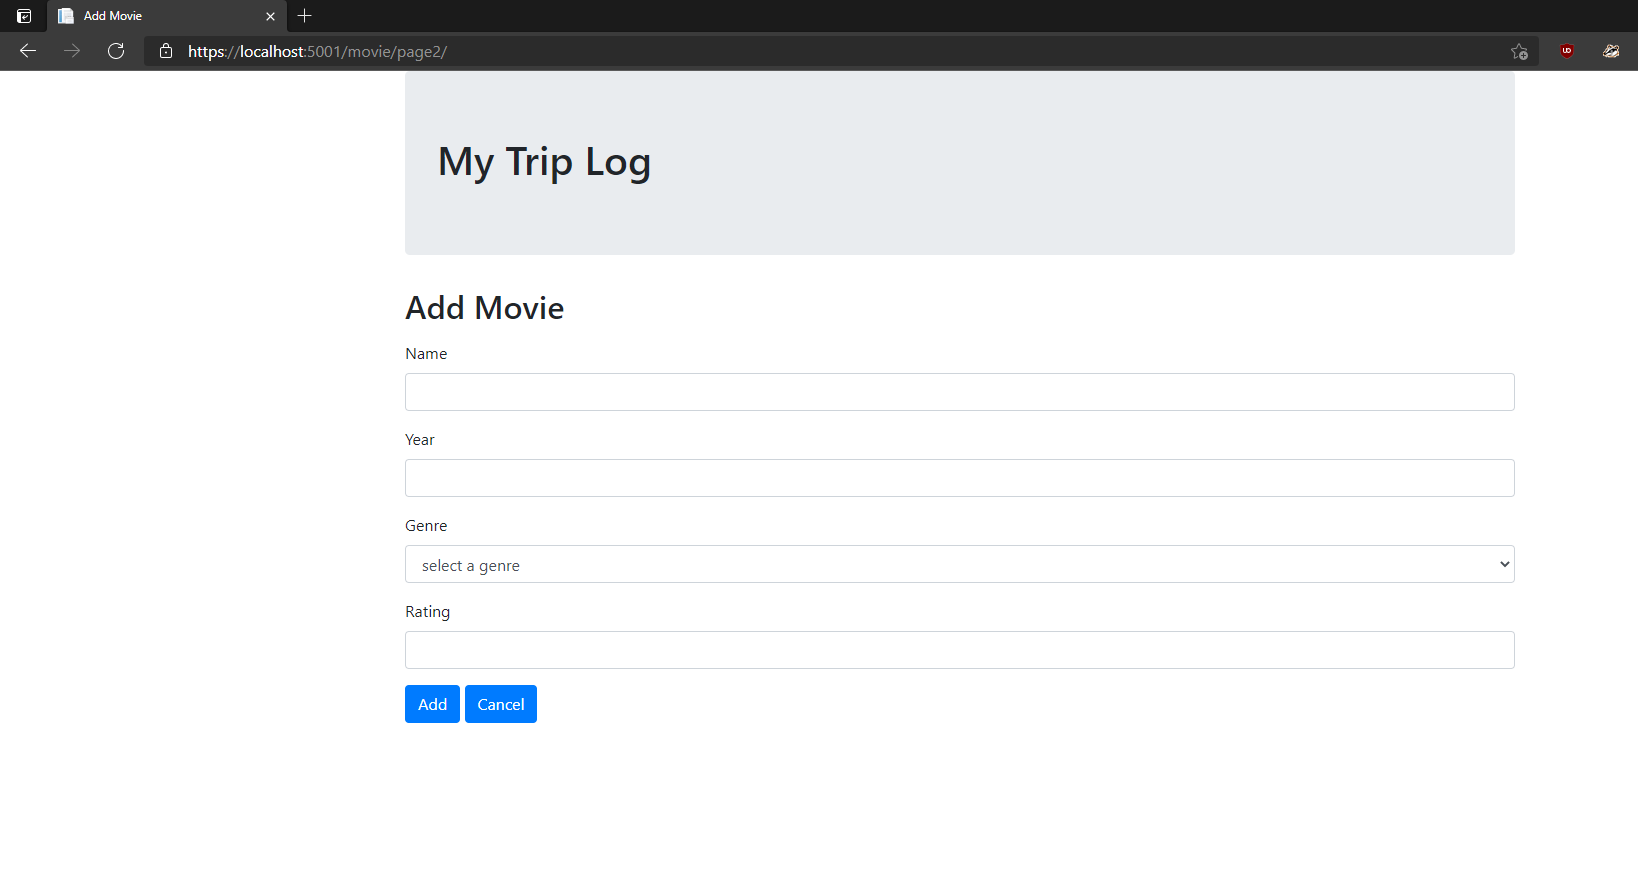 Add Movie
https://localhost:5001/movie/page2/
My Trip Log
Add Movie
Name
Year
Genre
select a genre
Rating
Add Cancel